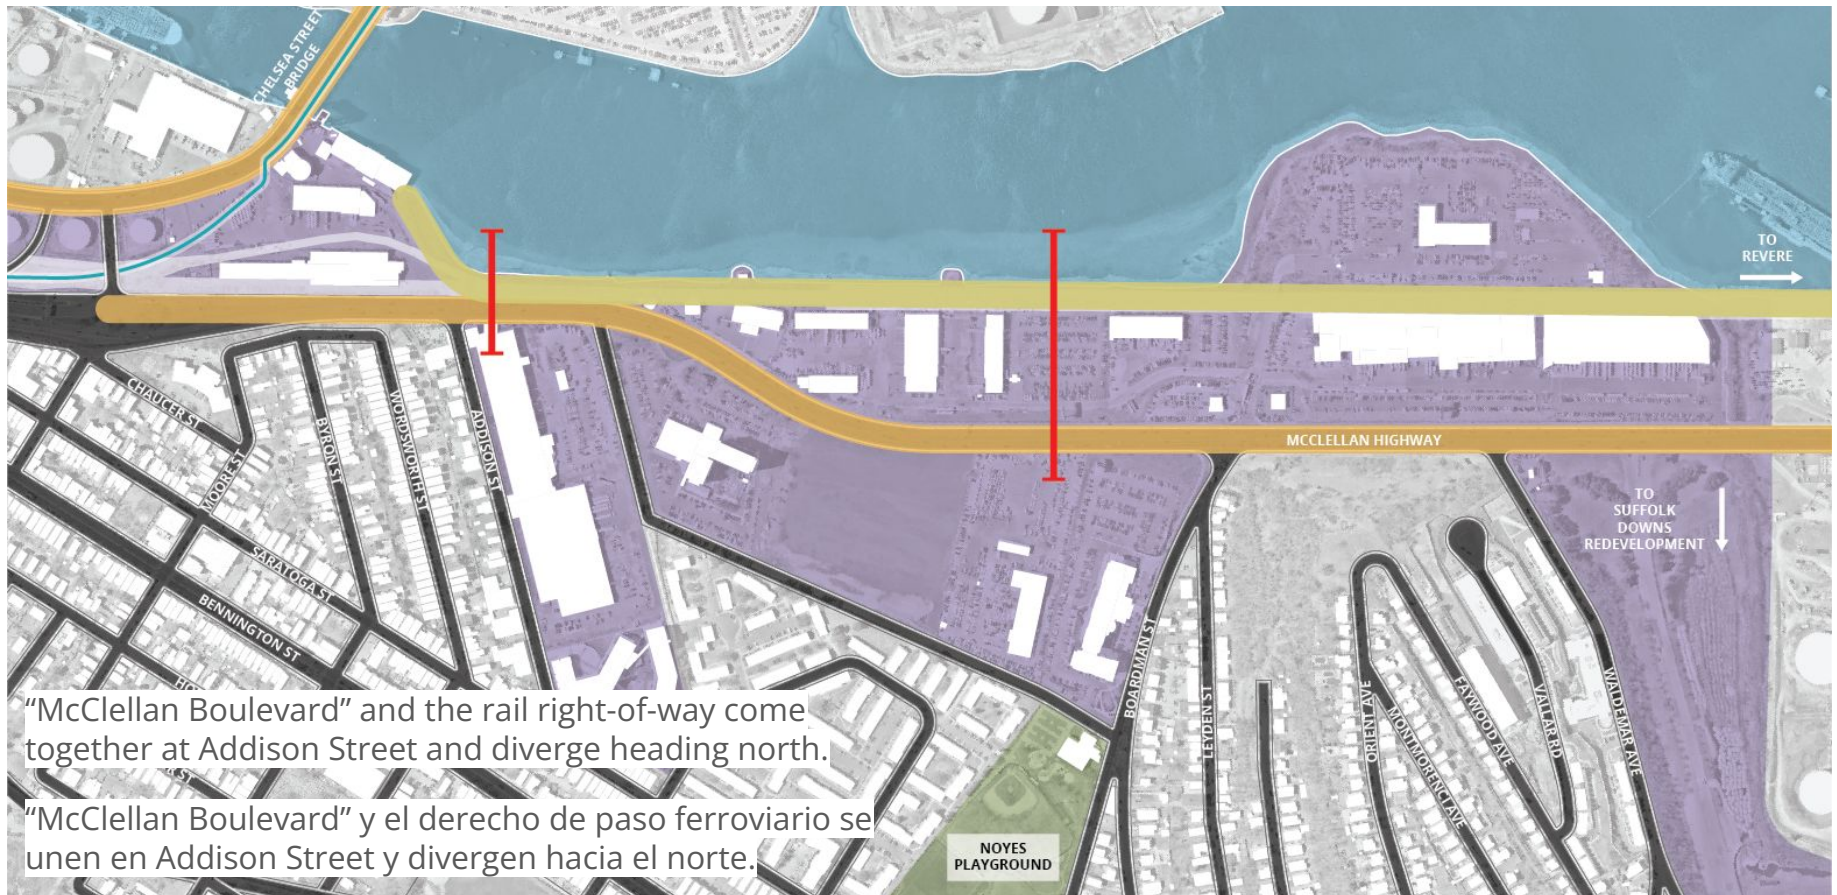 CHELSEA STREET
BRIDGE
TO
REVERE
MCCLELLAN HIGHWAY
CHAUCER ST
MOORE ST
BYRON ST
WORDSWORTH ST
ADDISON ST
SARATOGA ST
BENNINGTON ST
TO
SUFFOLK
DOWNS
REDEVELOPMENT
BOARDMAN ST
LEYDEN ST
ORIENT AVE
MONTMORENCI AVE
FAYWOOD AVE
VALLAR RD
WALDEMAR AVE
“McClellan Boulevard” and the rail right-of-way come
together at Addison Street and diverge heading north.
“McClellan Boulevard” y el derecho de paso ferroviario se
unen en Addison Street y divergen hacia el norte.
NOYES
PLAYGROUND